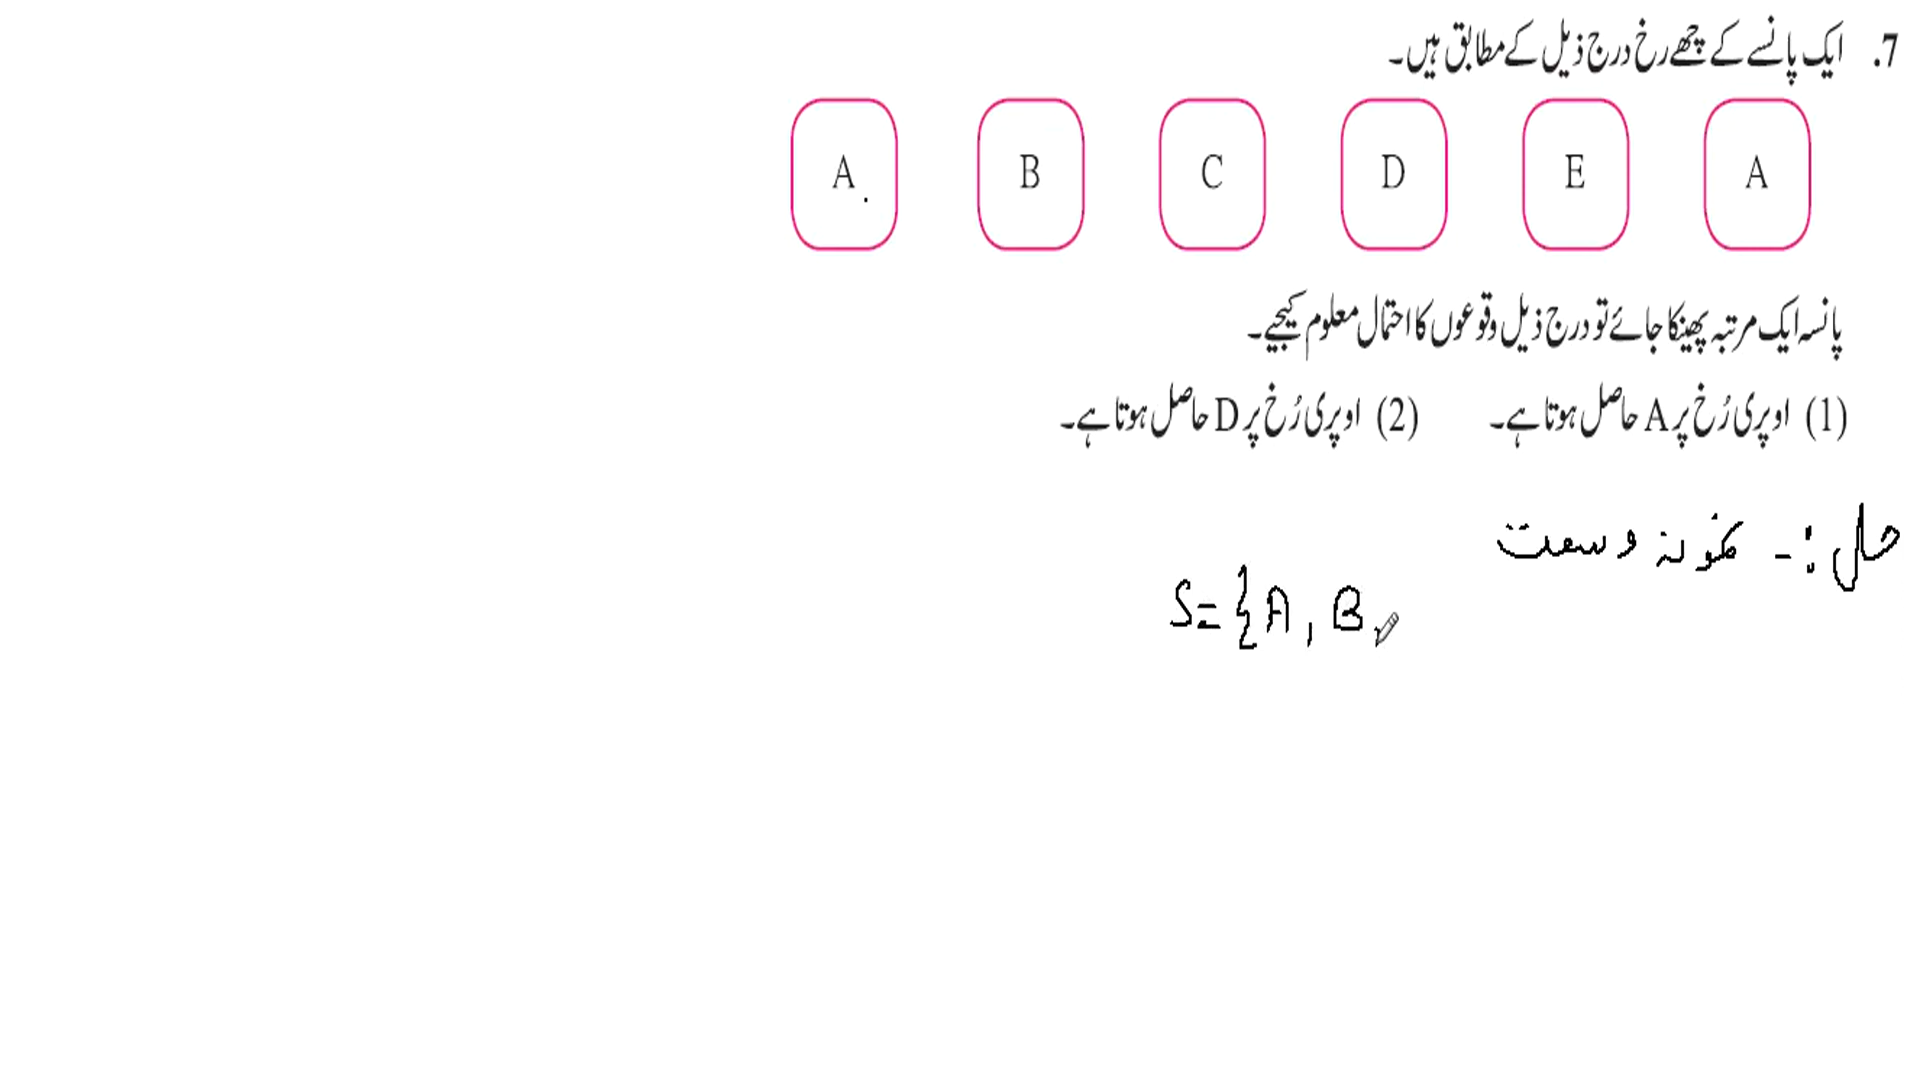 7. ایک پانسے کے چھے رخ درج ذیل کے مطابق ہیں۔
A B C D E A
پانسہ ایک مرتبہ پھینکا جائے تو درج ذیل وقوعوں کا احتمال معلوم کیجیے۔
(1) اوپری رُخ پر A حاصل ہوتا ہے۔ (2) اوپری رُخ پر D حاصل ہوتا ہے۔
حل :- نمونہ وسعت
S={A, B,